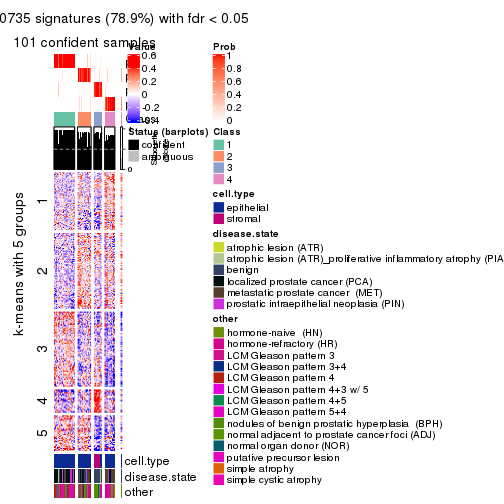 0735 signatures (78.9%) with fdr < 0.05
101 confident samples
Value
0.6
0.4
0.2
0
-0.2
-0.4
Prob
1
0.8
0.6
0.4
0.2
0
Status (barplots)
confident
ambiguous
Class
1
2
3
4
cell.type
epithelial
stromal
disease.state
atrophic lesion (ATR)
atrophic lesion (ATR)_proliferative inflammatory atrophy (PIA
benign
localized prostate cancer (PCA)
metastatic prostate cancer (MET)
prostatic intraepithelial neoplasia (PIN)
other
hormone-naive (HN)
hormone-refractory (HR)
LCM Gleason pattern 3
LCM Gleason pattern 3+4
LCM Gleason pattern 4
LCM Gleason pattern 4+3 w/ 5
LCM Gleason pattern 4+5
LCM Gleason pattern 5+4
nodules of benign prostatic hyperplasia (BPH)
normal adjacent to prostate cancer foci (ADJ)
normal organ donor (NOR)
putative precursor lesion
simple atrophy
simple cystic atrophy
k-means with 5 groups
1
2
3
4
5
0
cell.type
disease.state
other